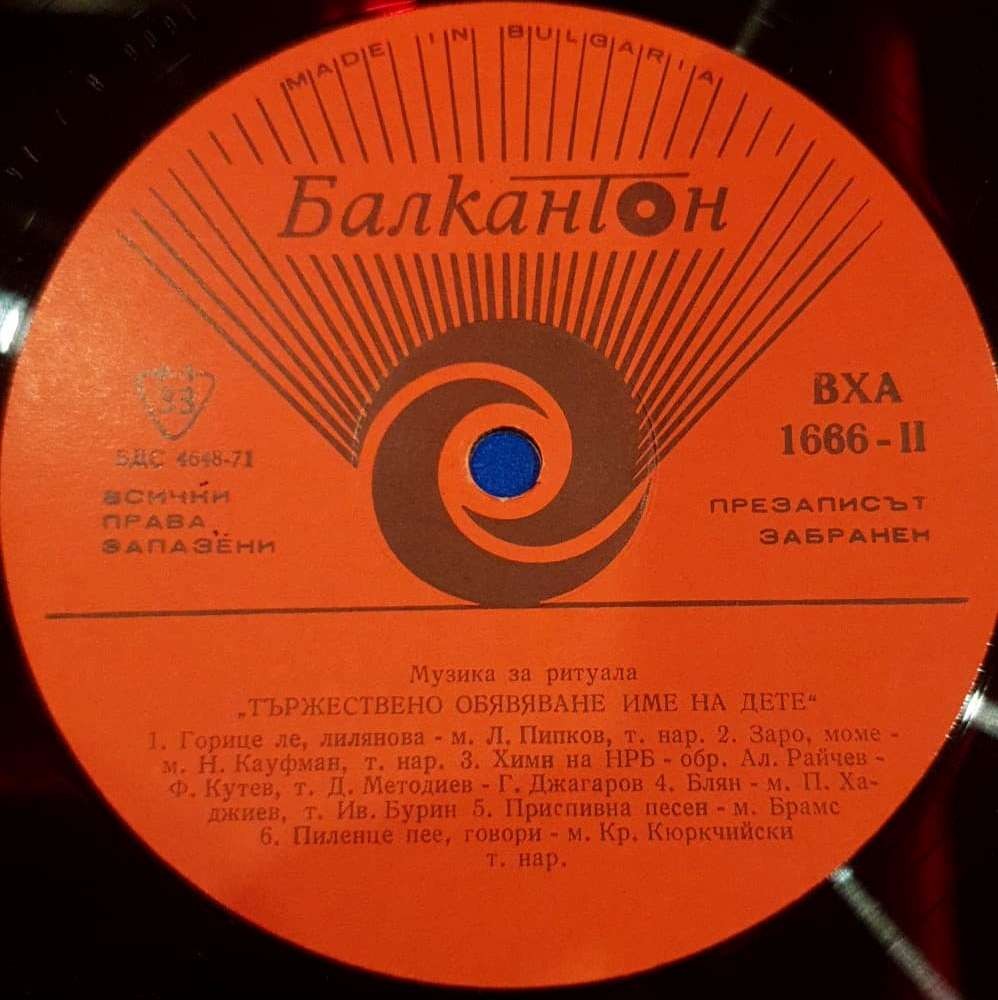 MADE IN BULGARIA
Балкантон
33
БДС 4648-71
ВСИЧКИ
ПРАВА
ЗАПАЗЕНИ
ВХА
1666-II
ПРЕЗАПИСЪТ
ЗАБРАНЕН
Музика за ритуала
„ТЪРЖЕСТВЕНО ОБЯВЯВАНЕ ИМЕ НА ДЕТЕ“
1. Горице ле, лилянова - м. Л. Пипков, т. нар. 2. Заро, моме -
м. Н. Кауфман, т. нар. 3. Химн на НРБ - обр. Ал. Райчев -
Ф. Кутев, т. Д. Методиев - Г. Джагаров 4. Блян - м. П. Ха-
джиев, т. Ив. Бурин 5. Приспивна песен - м. Брамс
6. Пиленце пее, говори - м. Кр. Кюркчийски
т. нар.